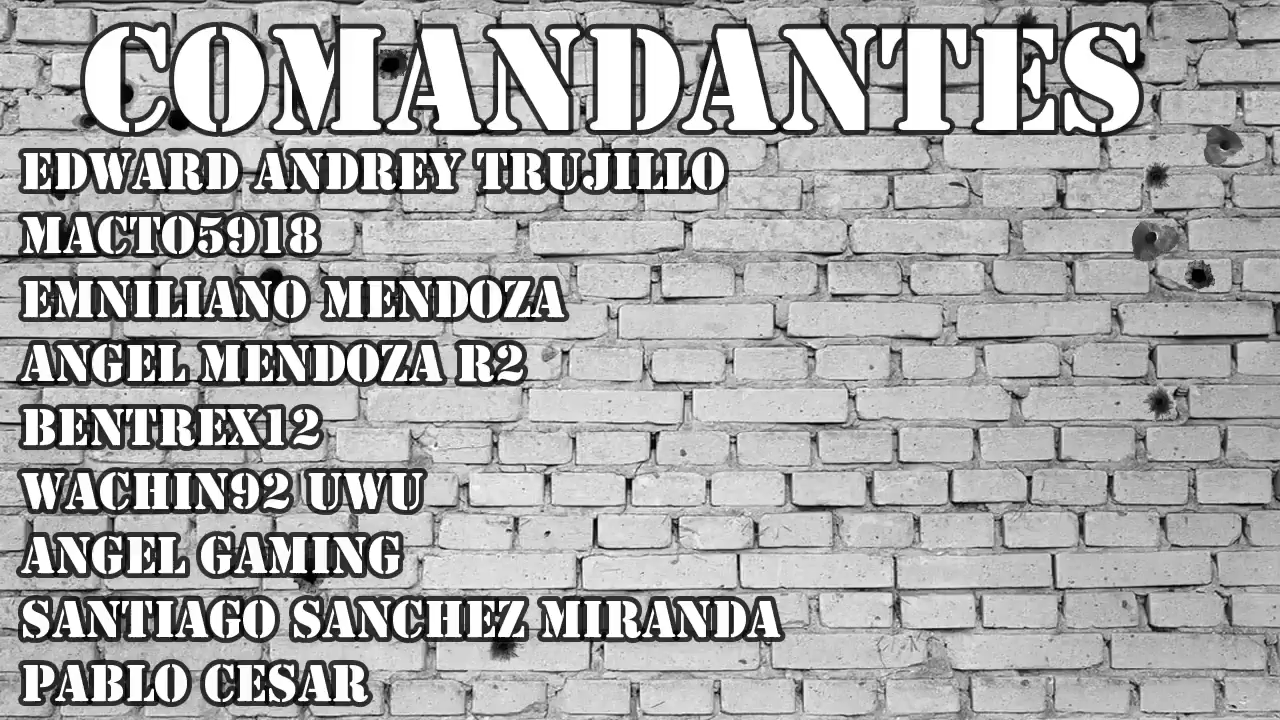 COMANDANTES
EDWARD ANDREY TRUJILLO
MACTO5918
EMNILIANO MENDOZA
ANGEL MENDOZA R2
BENTREX12
WACHIN92 UWU
ANGEL GAMING
SANTIAGO SANCHEZ MIRANDA
PABLO CESAR